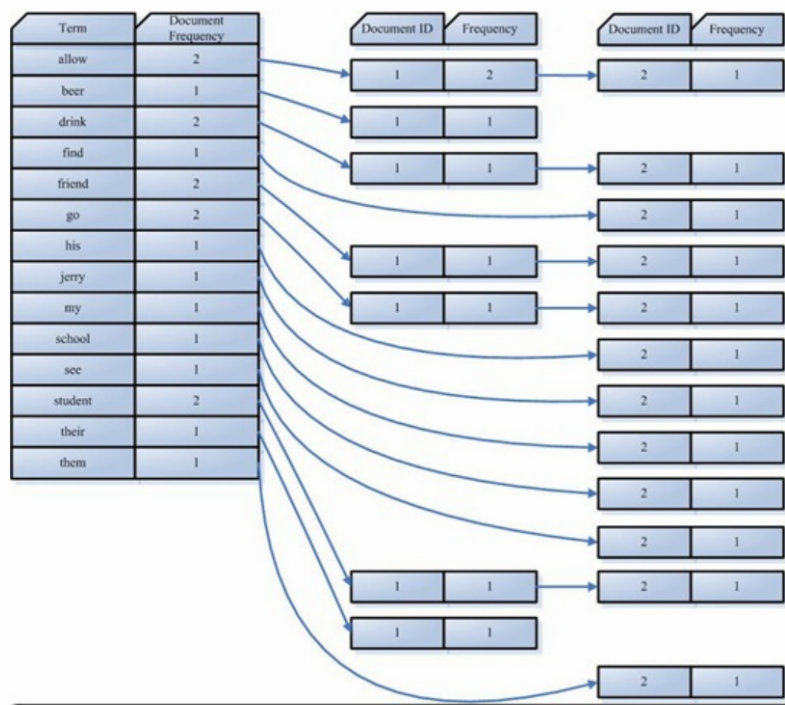 Term Document Frequency Document ID Frequency Document ID Frequency
allow 2 1 2 2 1
beer 1 1 1
drink 2 1 1 2 1
find 1 2 1
friend 2 1 1 2 1
go 2 1 1 2 1
his 1 2 1
jerry 1 2 1
my 1 2 1
school 1 2 1
see 1 2 1
student 2 1 1 2 1
their 1 1 1
them 1 2 1